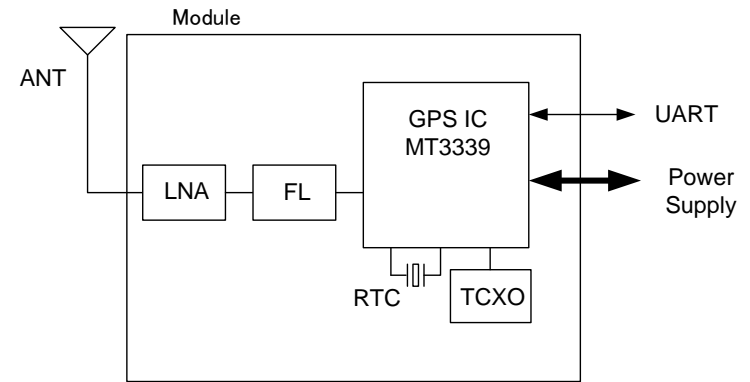 Module
ANT
GPS IC
MT3339
UART
LNA
FL
Power
Supply
RTC
TCXO